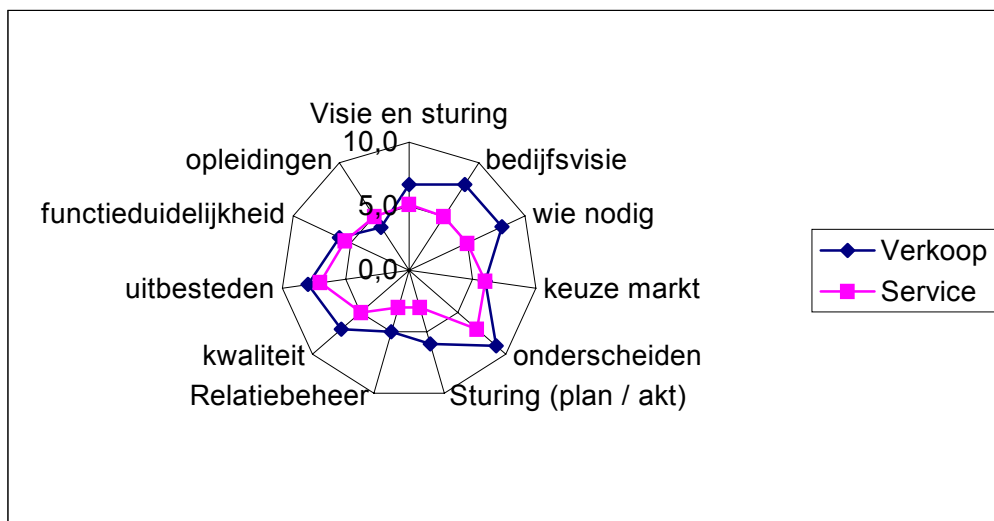 Visie en sturing
10,0
opleidingen
bedijfsvisie
5,0
functieduidelijkheid
wie nodig
0,0
uitbesteden
keuze markt
kwaliteit
onderscheiden
Relatiebeheer
Sturing (plan / akt)
Verkoop
Service